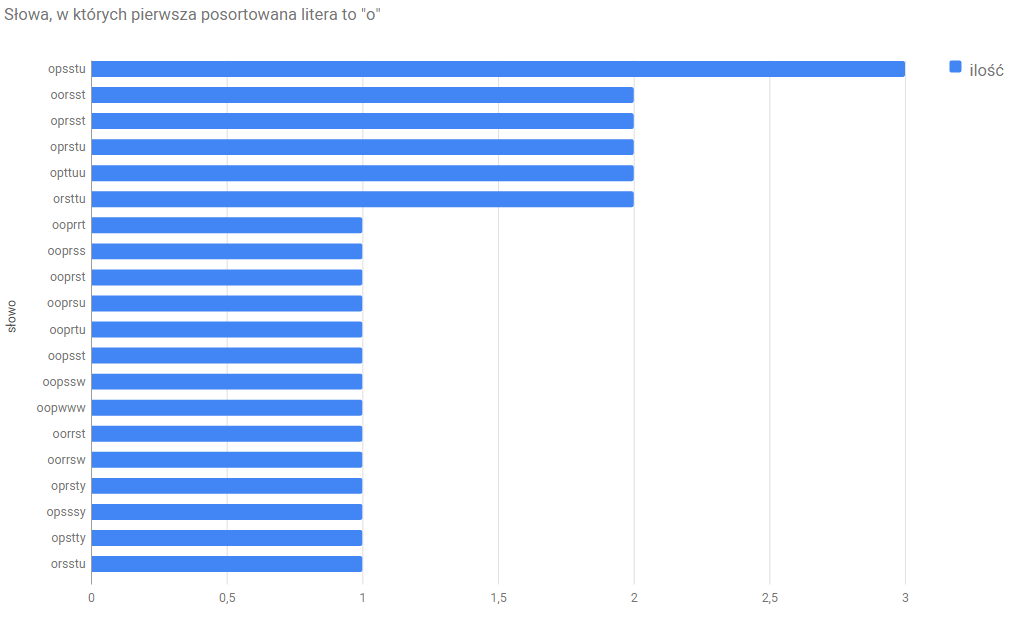 Słowa, w których pierwsza posortowana litera to "o"
ilość
słowo
opsstu
oorsst
oprsst
oprstu
opttuu
orsttu
ooprrt
ooprss
ooprst
ooprsu
ooprtu
oopsst
oopssw
oopwww
oorrst
oorrsw
oprsty
opsssy
opstty
orsstu
0 0,5 1 1,5 2 2,5 3